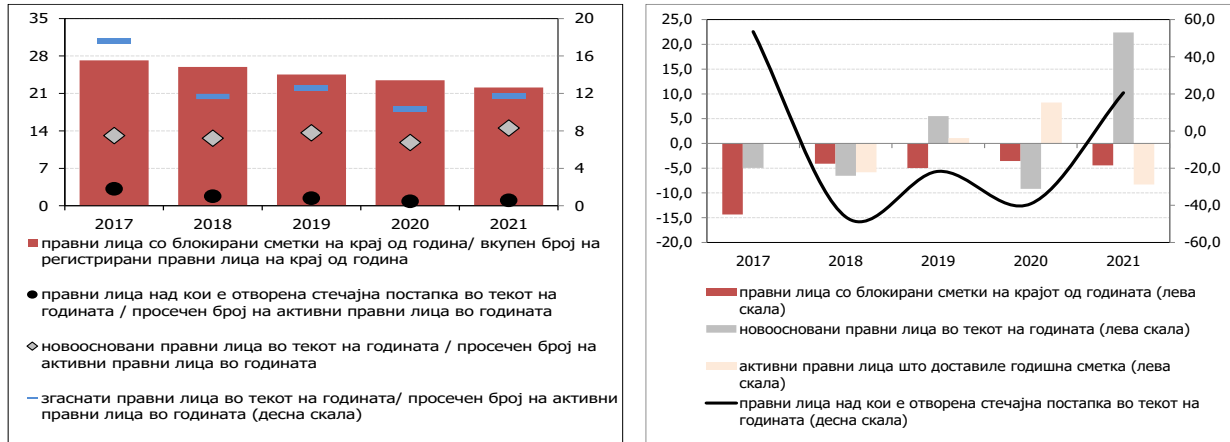 35
28
21
14
7
0
20
16
12
8
4
0
2017 2018 2019 2020 2021
правни лица со блокирани сметки на крај од година/ вкупен број на
регистрирани правни лица на крај од година
правни лица над кои е отворена стечајна постапка во текот на
годината / просечен број на активни правни лица во годината
новоосновани правни лица во текот на годината / просечен број на
активни правни лица во годината
згаснати правни лица во текот на годината/ просечен број на активни
правни лица во годината (десна скала)
25,0
20,0
15,0
10,0
5,0
0,0
-5,0
-10,0
-15,0
-20,0
60,0
40,0
20,0
0,0
-20,0
-40,0
-60,0
2017 2018 2019 2020 2021
правни лица со блокирани сметки на крајот од годината (лева
скала)
новоосновани правни лица во текот на годината (лева скала)
активни правни лица што доставиле годишна сметка (лева
скала)
правни лица над кои е отворена стечајна постапка во текот на
годината (десна скала)